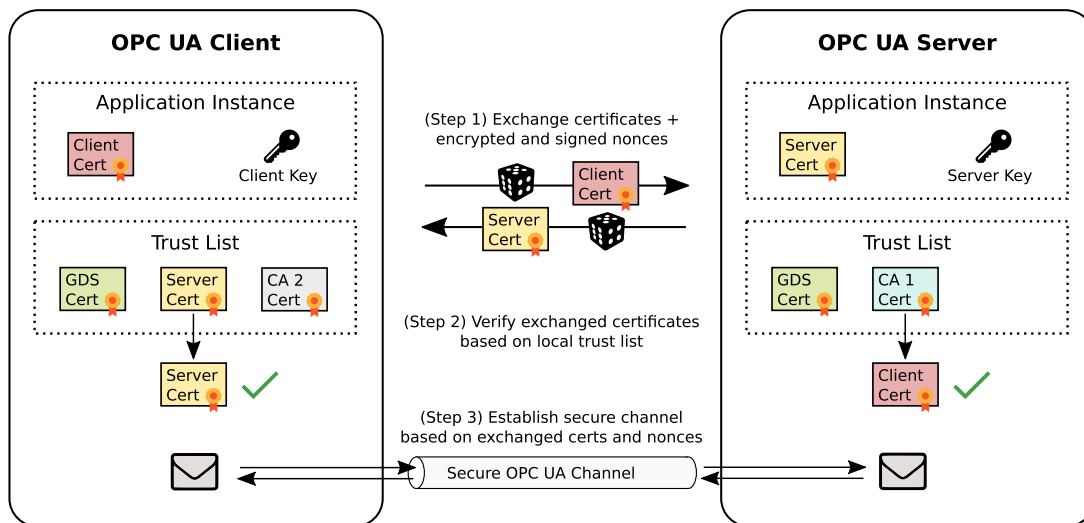 OPC UA Client
Application Instance
Client
Cert
Client Key
Trust List
GDS
Cert
Server
Cert
CA 2
Cert
Server
Cert
(Step 1) Exchange certificates +
encrypted and signed nonces
Client
Cert
Server
Cert
(Step 2) Verify exchanged certificates
based on local trust list
(Step 3) Establish secure channel
based on exchanged certs and nonces
Secure OPC UA Channel
OPC UA Server
Application Instance
Server
Cert
Server Key
Trust List
GDS
Cert
CA 1
Cert
Client
Cert